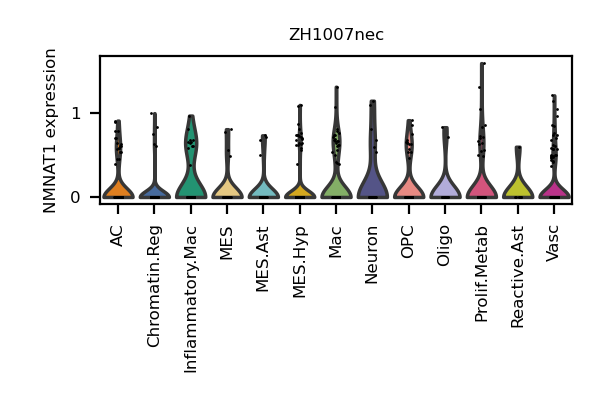 ZH1007nec
NMNAT1 expression
1
0
AC
Chromatin.Reg
Inflammatory.Mac
MES
MES.Ast
MES.Hyp
Mac
Neuron
OPC
Oligo
Prolif.Metab
Reactive.Ast
Vasc